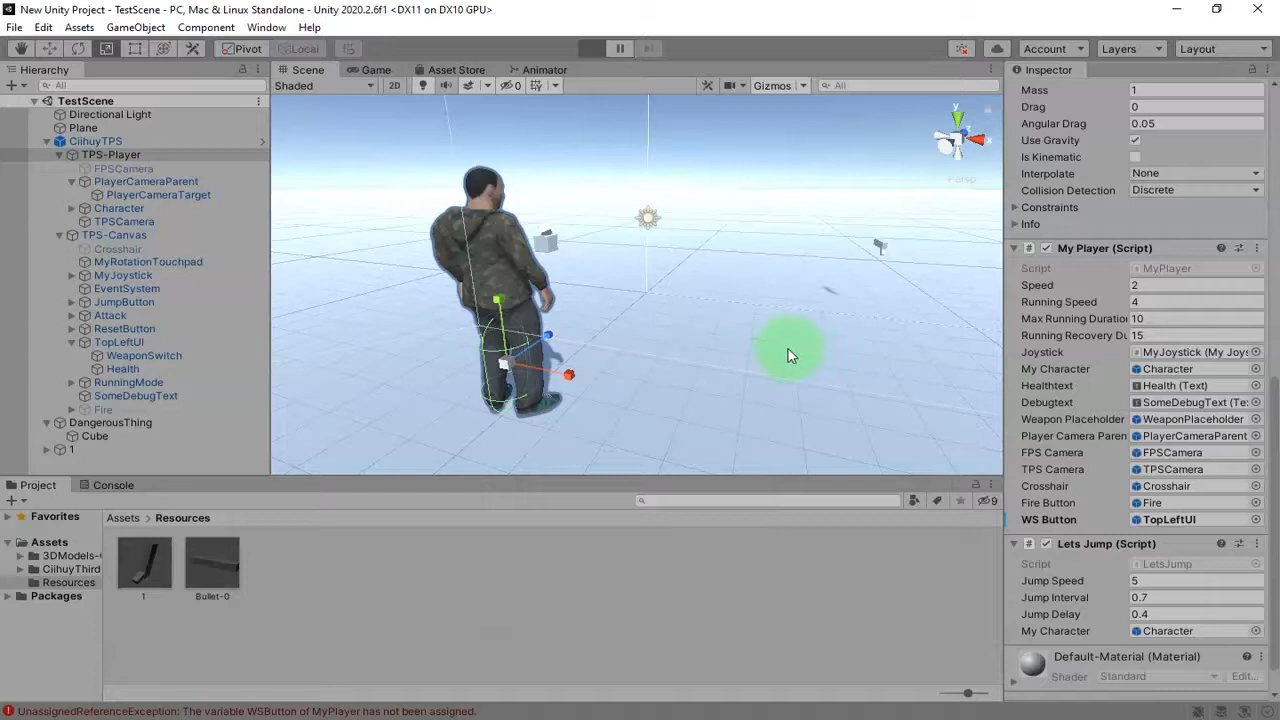 New Unity Project - TestScene - PC, Mac & Linux Standalone - Unity 2020.2.6f1 <DX11 on DX10 GPU>
File Edit Assets GameObject Component Window Help
Pivot Local Account Layers Layout
Hierarchy
All
TestScene
Directional Light
Plane
CiihuyTPS
TPS-Player
FPSCamera
PlayerCameraParent
PlayerCameraTarget
Character
TPSCamera
TPS-Canvas
Crosshair
MyRotationTouchpad
MyJoystick
EventSystem
JumpButton
Attack
ResetButton
TopLeftUI
WeaponSwitch
Health
RunningMode
SomeDebugText
Fire
DangerousThing
Cube
1
Scene Game Asset Store Animator
Shaded 2D 0 Gizmos All
y
x
Persp
Inspector
Mass 1
Drag 0
Angular Drag 0.05
Use Gravity
Is Kinematic
Interpolate None
Collision Detection Discrete
Constraints
Info
# My Player (Script)
Script MyPlayer
Speed 2
Running Speed 4
Max Running Duratio 10
Running Recovery Du 15
Joystick MyJoystick (My Joys
My Character Character
Healthtext Health (Text)
Debugtext SomeDebugText (Te
Weapon Placeholder WeaponPlaceholder
Player Camera Paren PlayerCameraParent
FPS Camera FPSCamera
TPS Camera TPSCamera
Crosshair Crosshair
Fire Button Fire
WS Button TopLeftUI
# Lets Jump (Script)
Script LetsJump
Jump Speed 5
Jump Interval 0.7
Jump Delay 0.4
My Character Character
Default-Material (Material)
Shader Standard Edit...
Project Console
9
Favorites
Assets
3DModels-
CiihuyThird
Resources
Packages
Assets > Resources
1 Bullet-0
UnassignedReferenceException: The variable WSButton of MyPlayer has not been assigned.